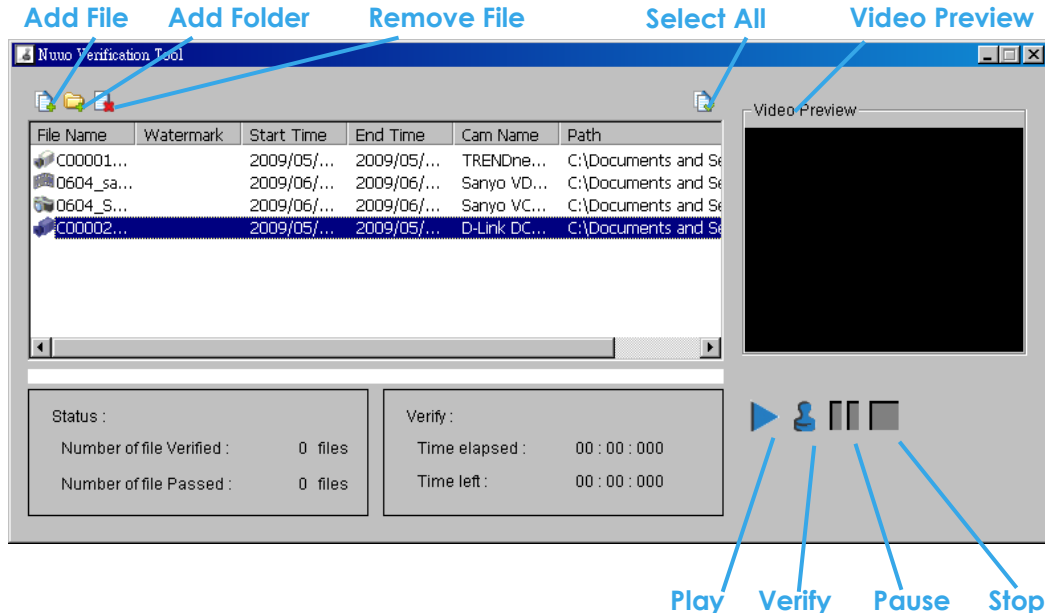 Add File Add Folder Remove File Select All Video Preview
Nuuo Verification Tool
Video Preview
File Name Watermark Start Time End Time Cam Name Path
C00001... 2009/05/... 2009/05/... TRENDne... C:\Documents and Se
0604_sa... 2009/06/... 2009/06/... Sanyo VD... C:\Documents and Se
0604_S... 2009/06/... 2009/06/... Sanyo VC... C:\Documents and Se
C00002... 2009/05/... 2009/05/... D-Link DC... C:\Documents and Se
Status :
Number of file Verified : 0 files
Number of file Passed : 0 files
Verify :
Time elapsed : 00 : 00 : 000
Time left : 00 : 00 : 000
Play Verify Pause Stop